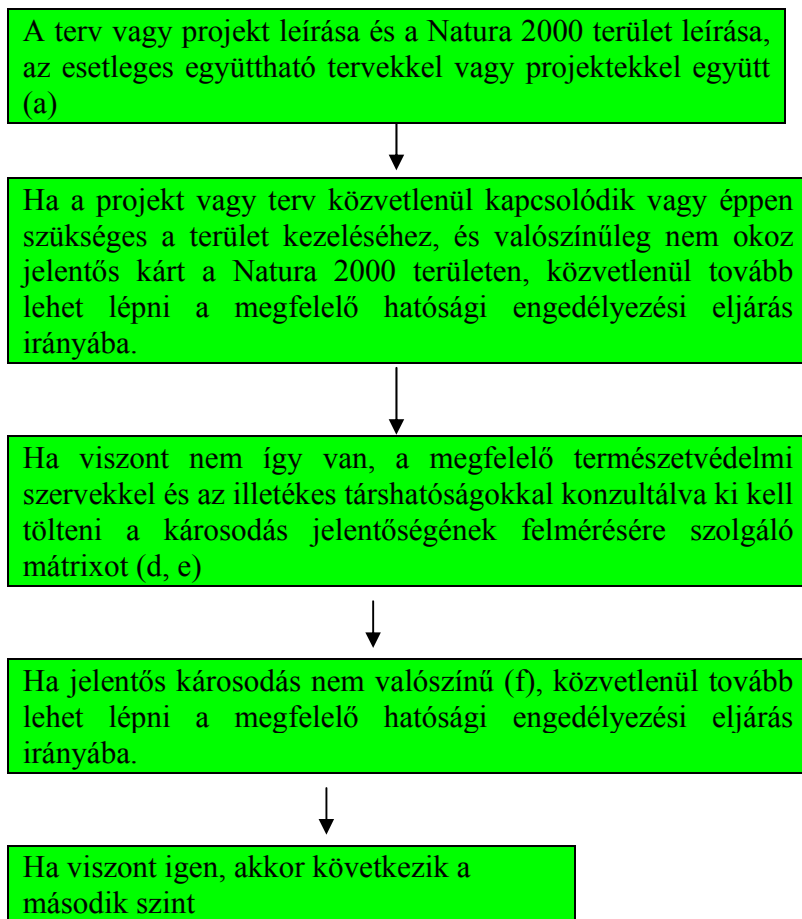 A terv vagy projekt leírása és a Natura 2000 terület leírása,
az esetleges együttható tervekkel vagy projektekkel együtt
(a)
Ha a projekt vagy terv közvetlenül kapcsolódik vagy éppen
szükséges a terület kezeléséhez, és valószínűleg nem okoz
jelentős kárt a Natura 2000 területen, közvetlenül tovább
lehet lépni a megfelelő hatósági engedélyezési eljárás
irányába.
Ha viszont nem így van, a megfelelő természetvédelmi
szervekkel és az illetékes társhatóságokkal konzultálva ki kell
tölteni a károsodás jelentőségének felmérésére szolgáló
mátrixot (d, e)
Ha jelentős károsodás nem valószínű (f), közvetlenül tovább
lehet lépni a megfelelő hatósági engedélyezési eljárás
irányába.
Ha viszont igen, akkor következik a
második szint